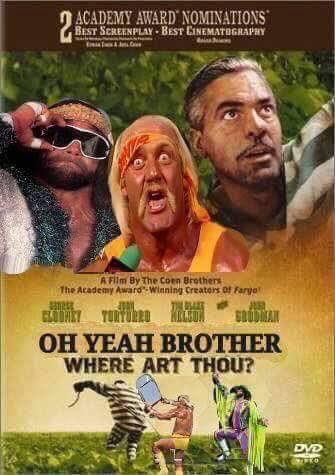 2 ACADEMY AWARD® NOMINATIONS
BEST SCREENPLAY • BEST CINEMATOGRAPHY
A Film By The Coen Brothers
The Academy Award®-Winning Creators Of Fargo!
GEORGE CLOONEY JOHN TURTURRO TIM BLAKE NELSON AND JOHN GOODMAN
OH YEAH BROTHER
WHERE ART THOU?
DVD
VIDEO